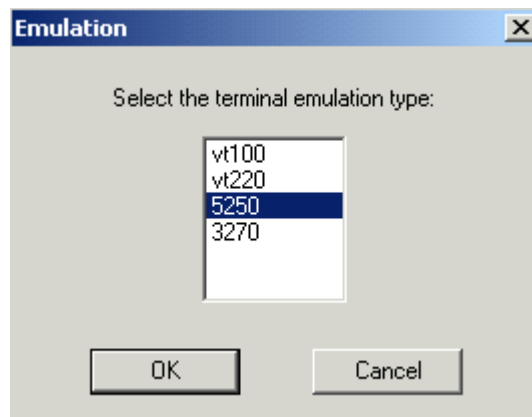 Emulation
Select the terminal emulation type:
vt100
vt220
5250
3270
OK
Cancel